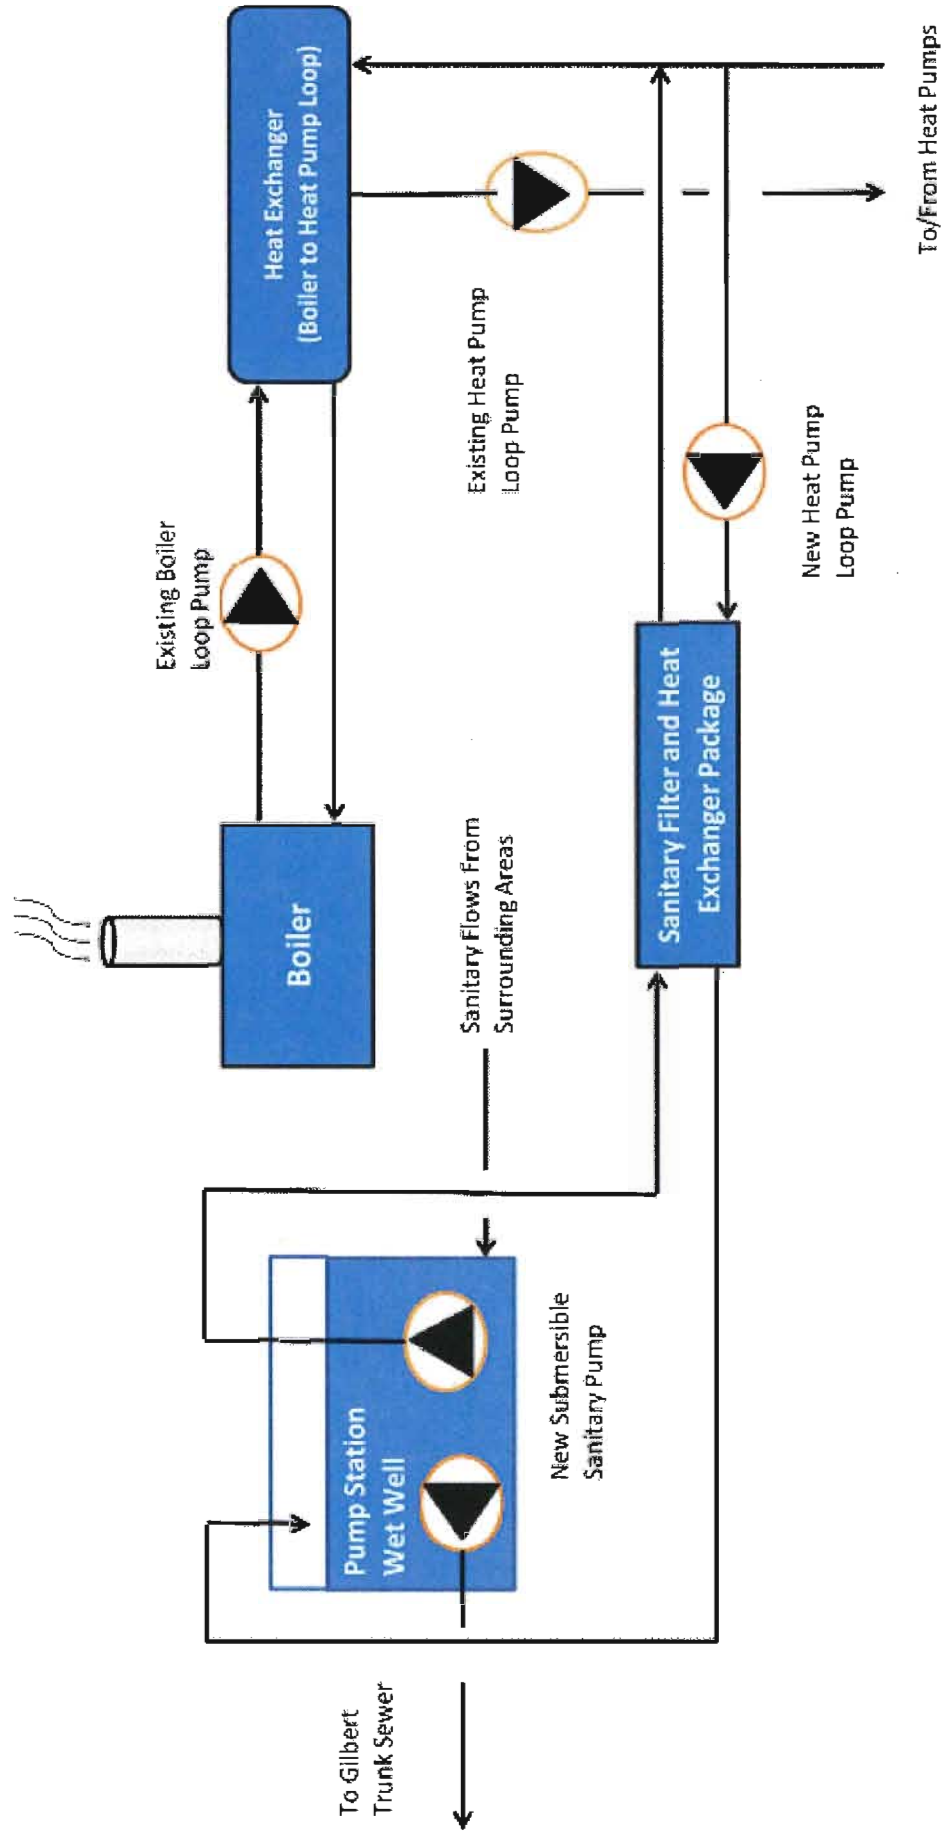 Heat Exchanger
(Boiler to Heat Pump Loop)
Existing Boiler
Loop Pump
Boiler
Existing Heat Pump
Loop Pump
Sanitary Flows From
Surrounding Areas
To/From Heat Pumps
New Heat Pump
Loop Pump
Sanitary Filter and Heat
Exchanger Package
Pump Station
Wet Well
New Submersible
Sanitary Pump
To Gilbert
Trunk Sewer